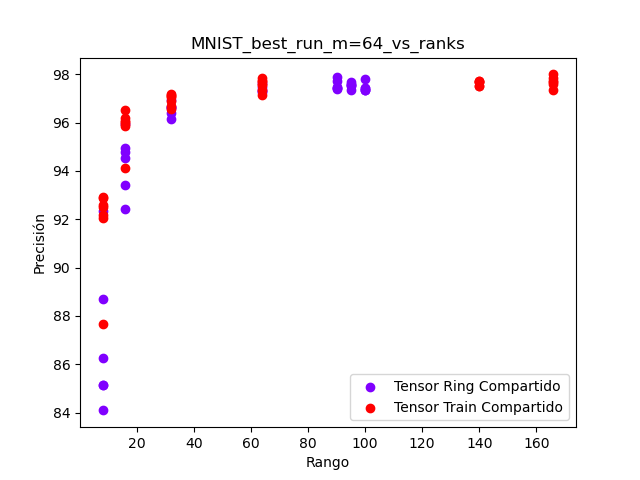 MNIST_best_run_m=64_vs_ranks
98
96
94
92
90
88
86
84
Precisión
20 40 60 80 100 120 140 160
Rango
Tensor Ring Compartido
Tensor Train Compartido